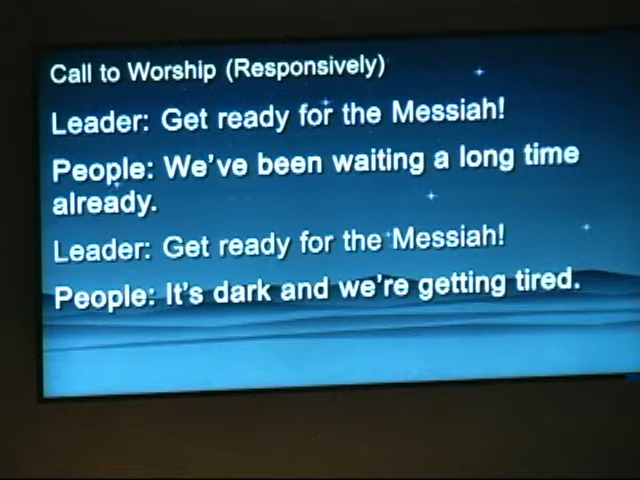 Call to Worship (Responsively)
Leader: Get ready for the Messiah!
People: We've been waiting a long time
already.
Leader: Get ready for the Messiah!
People: It's dark and we're getting tired.